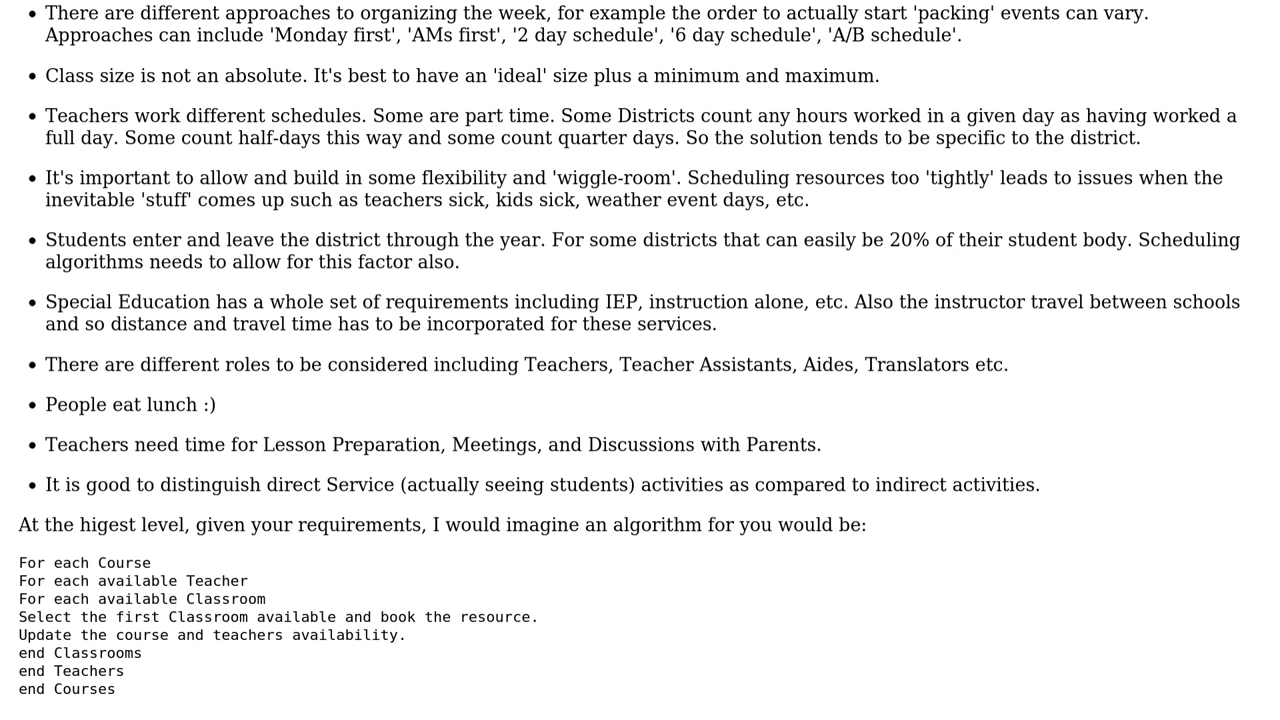 • There are different approaches to organizing the week, for example the order to actually start 'packing' events can vary.
Approaches can include 'Monday first', 'AMs first', '2 day schedule', '6 day schedule', 'A/B schedule'.
• Class size is not an absolute. It's best to have an 'ideal' size plus a minimum and maximum.
• Teachers work different schedules. Some are part time. Some Districts count any hours worked in a given day as having worked a
full day. Some count half-days this way and some count quarter days. So the solution tends to be specific to the district.
• It's important to allow and build in some flexibility and 'wiggle-room'. Scheduling resources too 'tightly' leads to issues when the
inevitable 'stuff' comes up such as teachers sick, kids sick, weather event days, etc.
• Students enter and leave the district through the year. For some districts that can easily be 20% of their student body. Scheduling
algorithms needs to allow for this factor also.
• Special Education has a whole set of requirements including IEP, instruction alone, etc. Also the instructor travel between schools
and so distance and travel time has to be incorporated for these services.
• There are different roles to be considered including Teachers, Teacher Assistants, Aides, Translators etc.
• People eat lunch :)
• Teachers need time for Lesson Preparation, Meetings, and Discussions with Parents.
• It is good to distinguish direct Service (actually seeing students) activities as compared to indirect activities.
At the higest level, given your requirements, I would imagine an algorithm for you would be:
For each Course
For each available Teacher
For each available Classroom
Select the first Classroom available and book the resource.
Update the course and teachers availability.
end Classrooms
end Teachers
end Courses